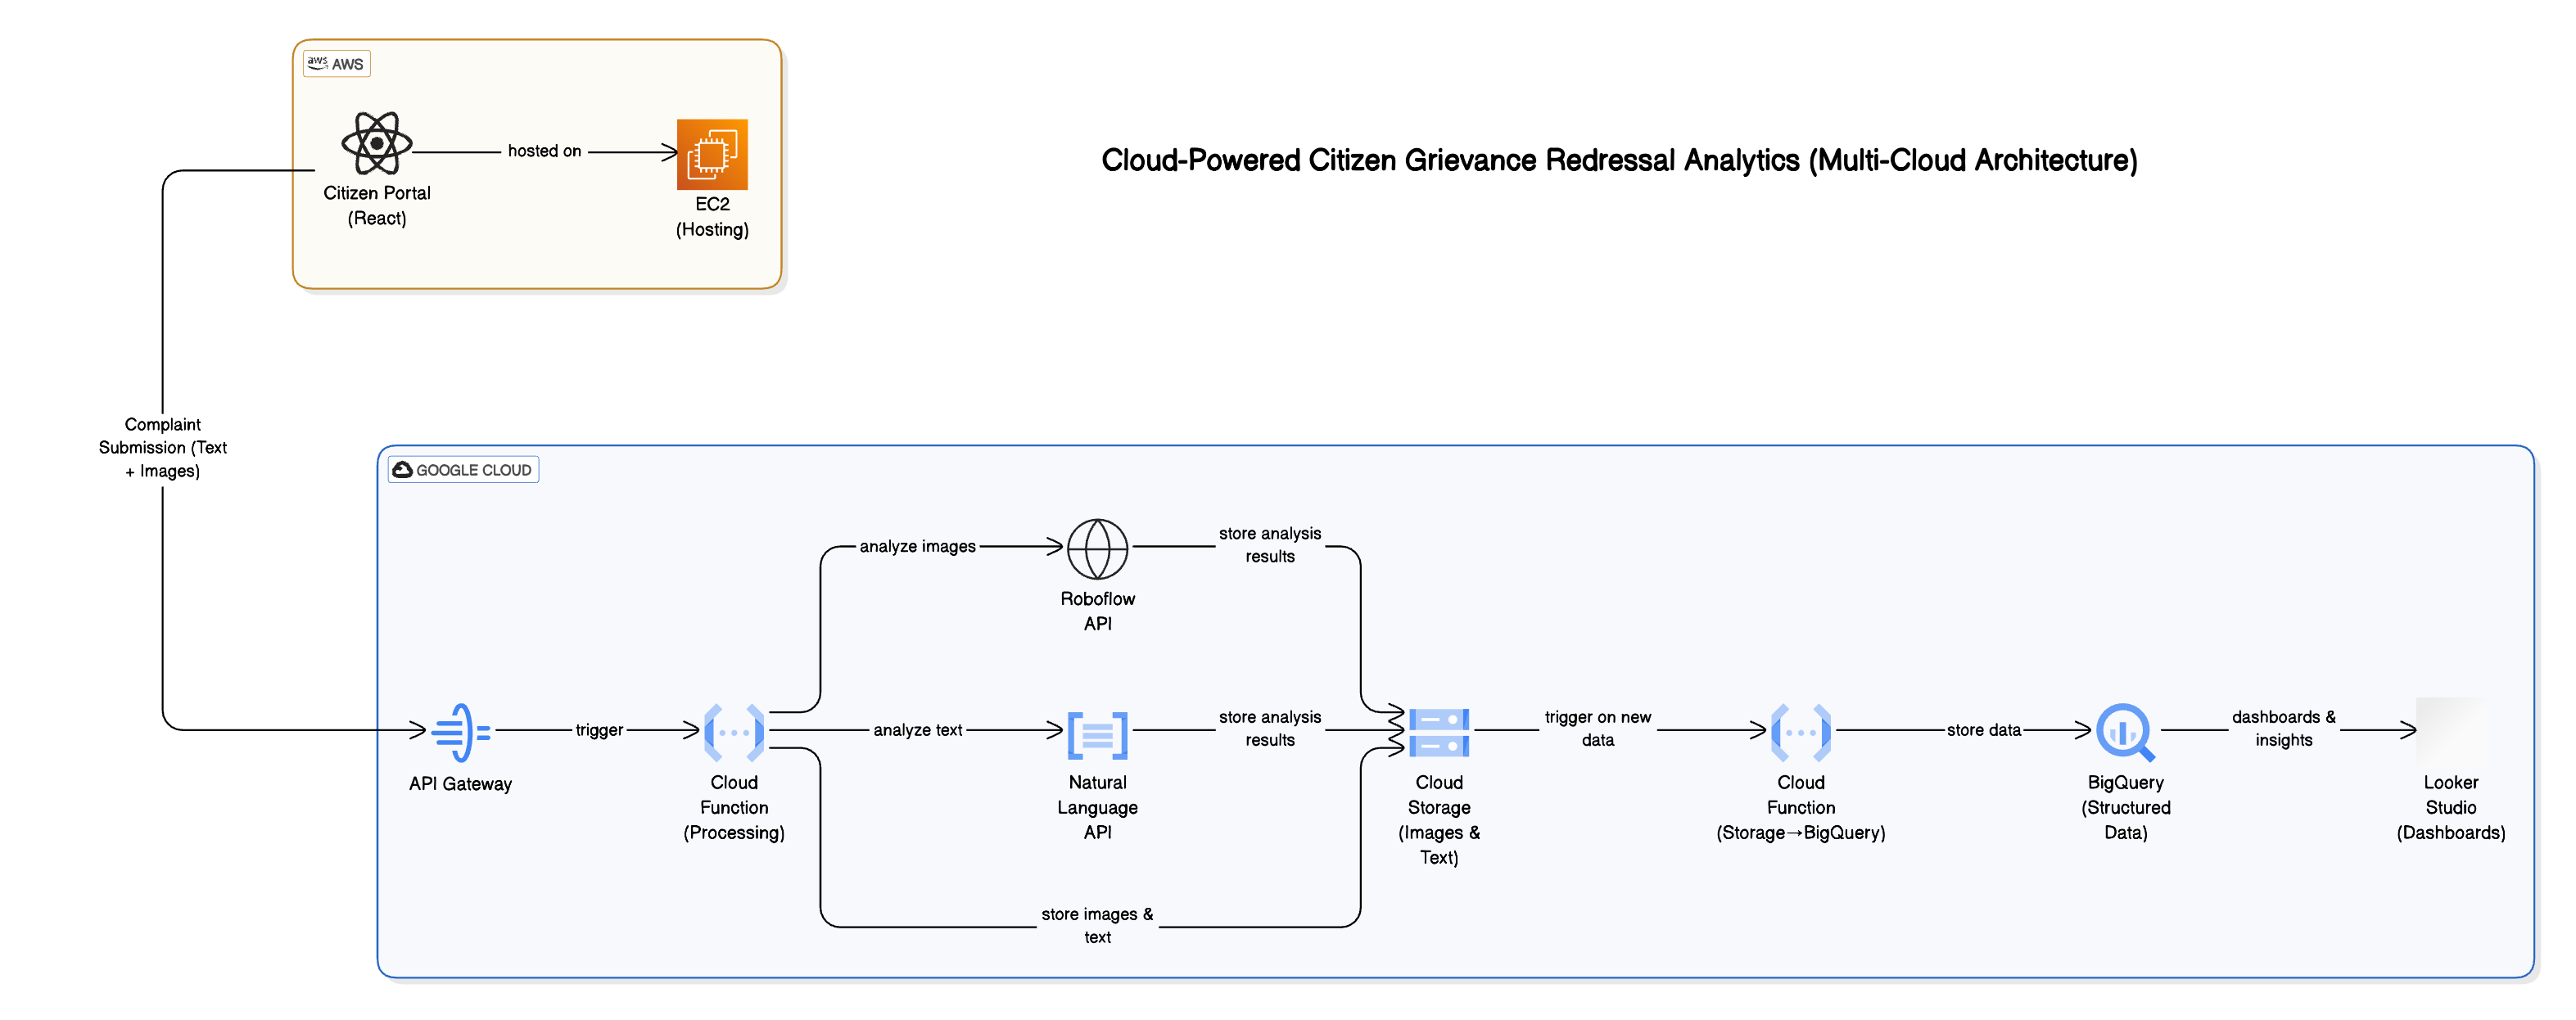 aws AWS
hosted on
Citizen Portal
(React)
EC2
(Hosting)
Cloud-Powered Citizen Grievance Redressal Analytics (Multi-Cloud Architecture)
Complaint
Submission (Text
+ Images)
GOOGLE CLOUD
analyze images
Roboflow
API
store analysis
results
API Gateway
trigger
Cloud
Function
(Processing)
analyze text
Natural
Language
API
store analysis
results
store images &
text
Cloud
Storage
(Images &
Text)
trigger on new
data
Cloud
Function
(Storage→BigQuery)
store data
BigQuery
(Structured
Data)
dashboards &
insights
Looker
Studio
(Dashboards)